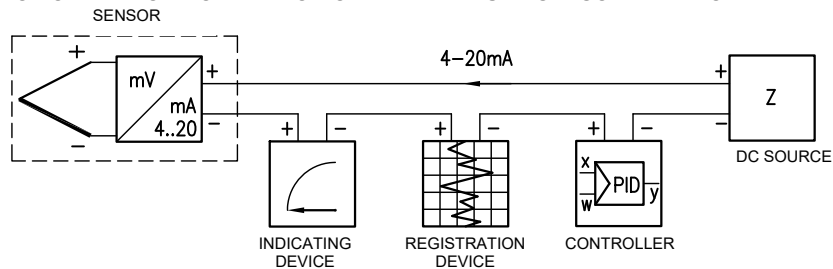 SENSOR
4–20mA
+
mV
mA
4..20
+
–
–
+ – + – + –
+
–
Z
DC SOURCE
x
w
PID
y
INDICATING
DEVICE
REGISTRATION
DEVICE
CONTROLLER